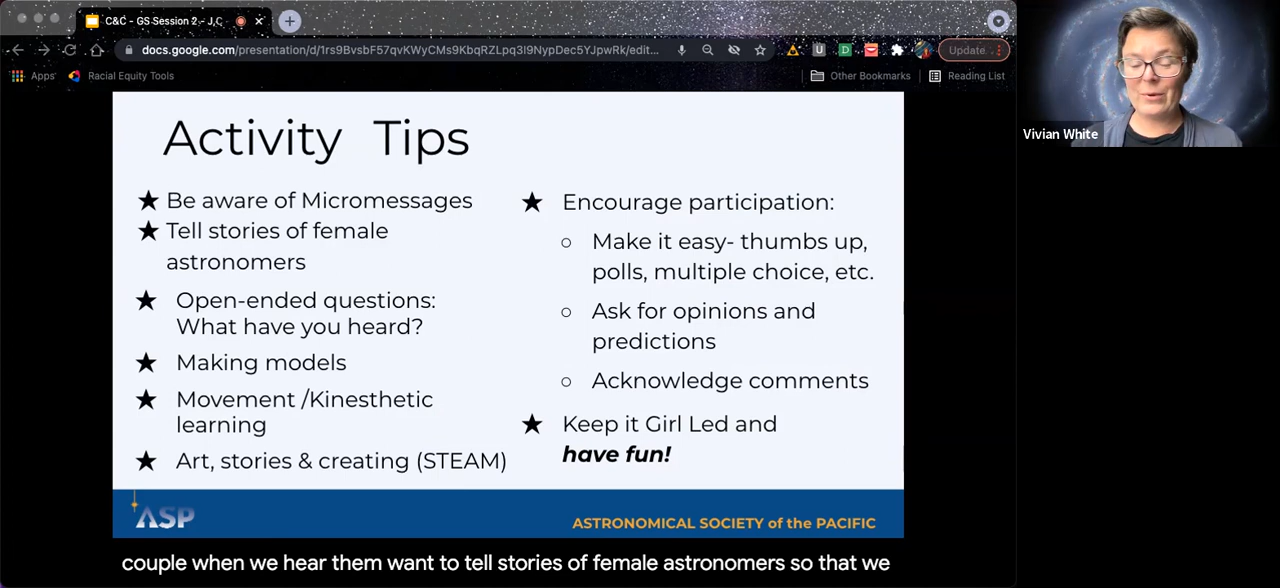 C&C - GS Session 2 - J,C
docs.google.com/presentation/d/1rs9BvsbF57qvKWyCMs9KbqRZLpq3l9NypDec5YJpwRk/edit...
Update
Apps
Racial Equity Tools
Other Bookmarks
Reading List
Vivian White
Activity Tips
★ Be aware of Micromessages
★ Tell stories of female
astronomers
★ Open-ended questions:
What have you heard?
★ Making models
★ Movement /Kinesthetic
learning
★ Art, stories & creating (STEAM)
★ Encourage participation:
○ Make it easy- thumbs up,
polls, multiple choice, etc.
○ Ask for opinions and
predictions
○ Acknowledge comments
★ Keep it Girl Led and
have fun!
ASP
ASTRONOMICAL SOCIETY of the PACIFIC
couple when we hear them want to tell stories of female astronomers so that we